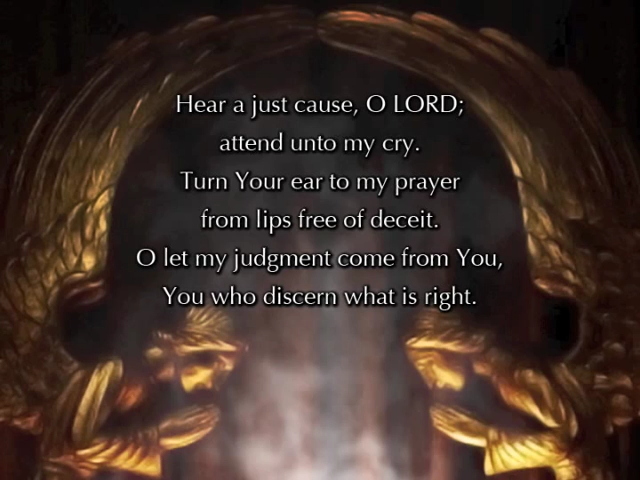 Hear a just cause, O LORD;
attend unto my cry.
Turn Your ear to my prayer
from lips free of deceit.
O let my judgment come from You,
You who discern what is right.